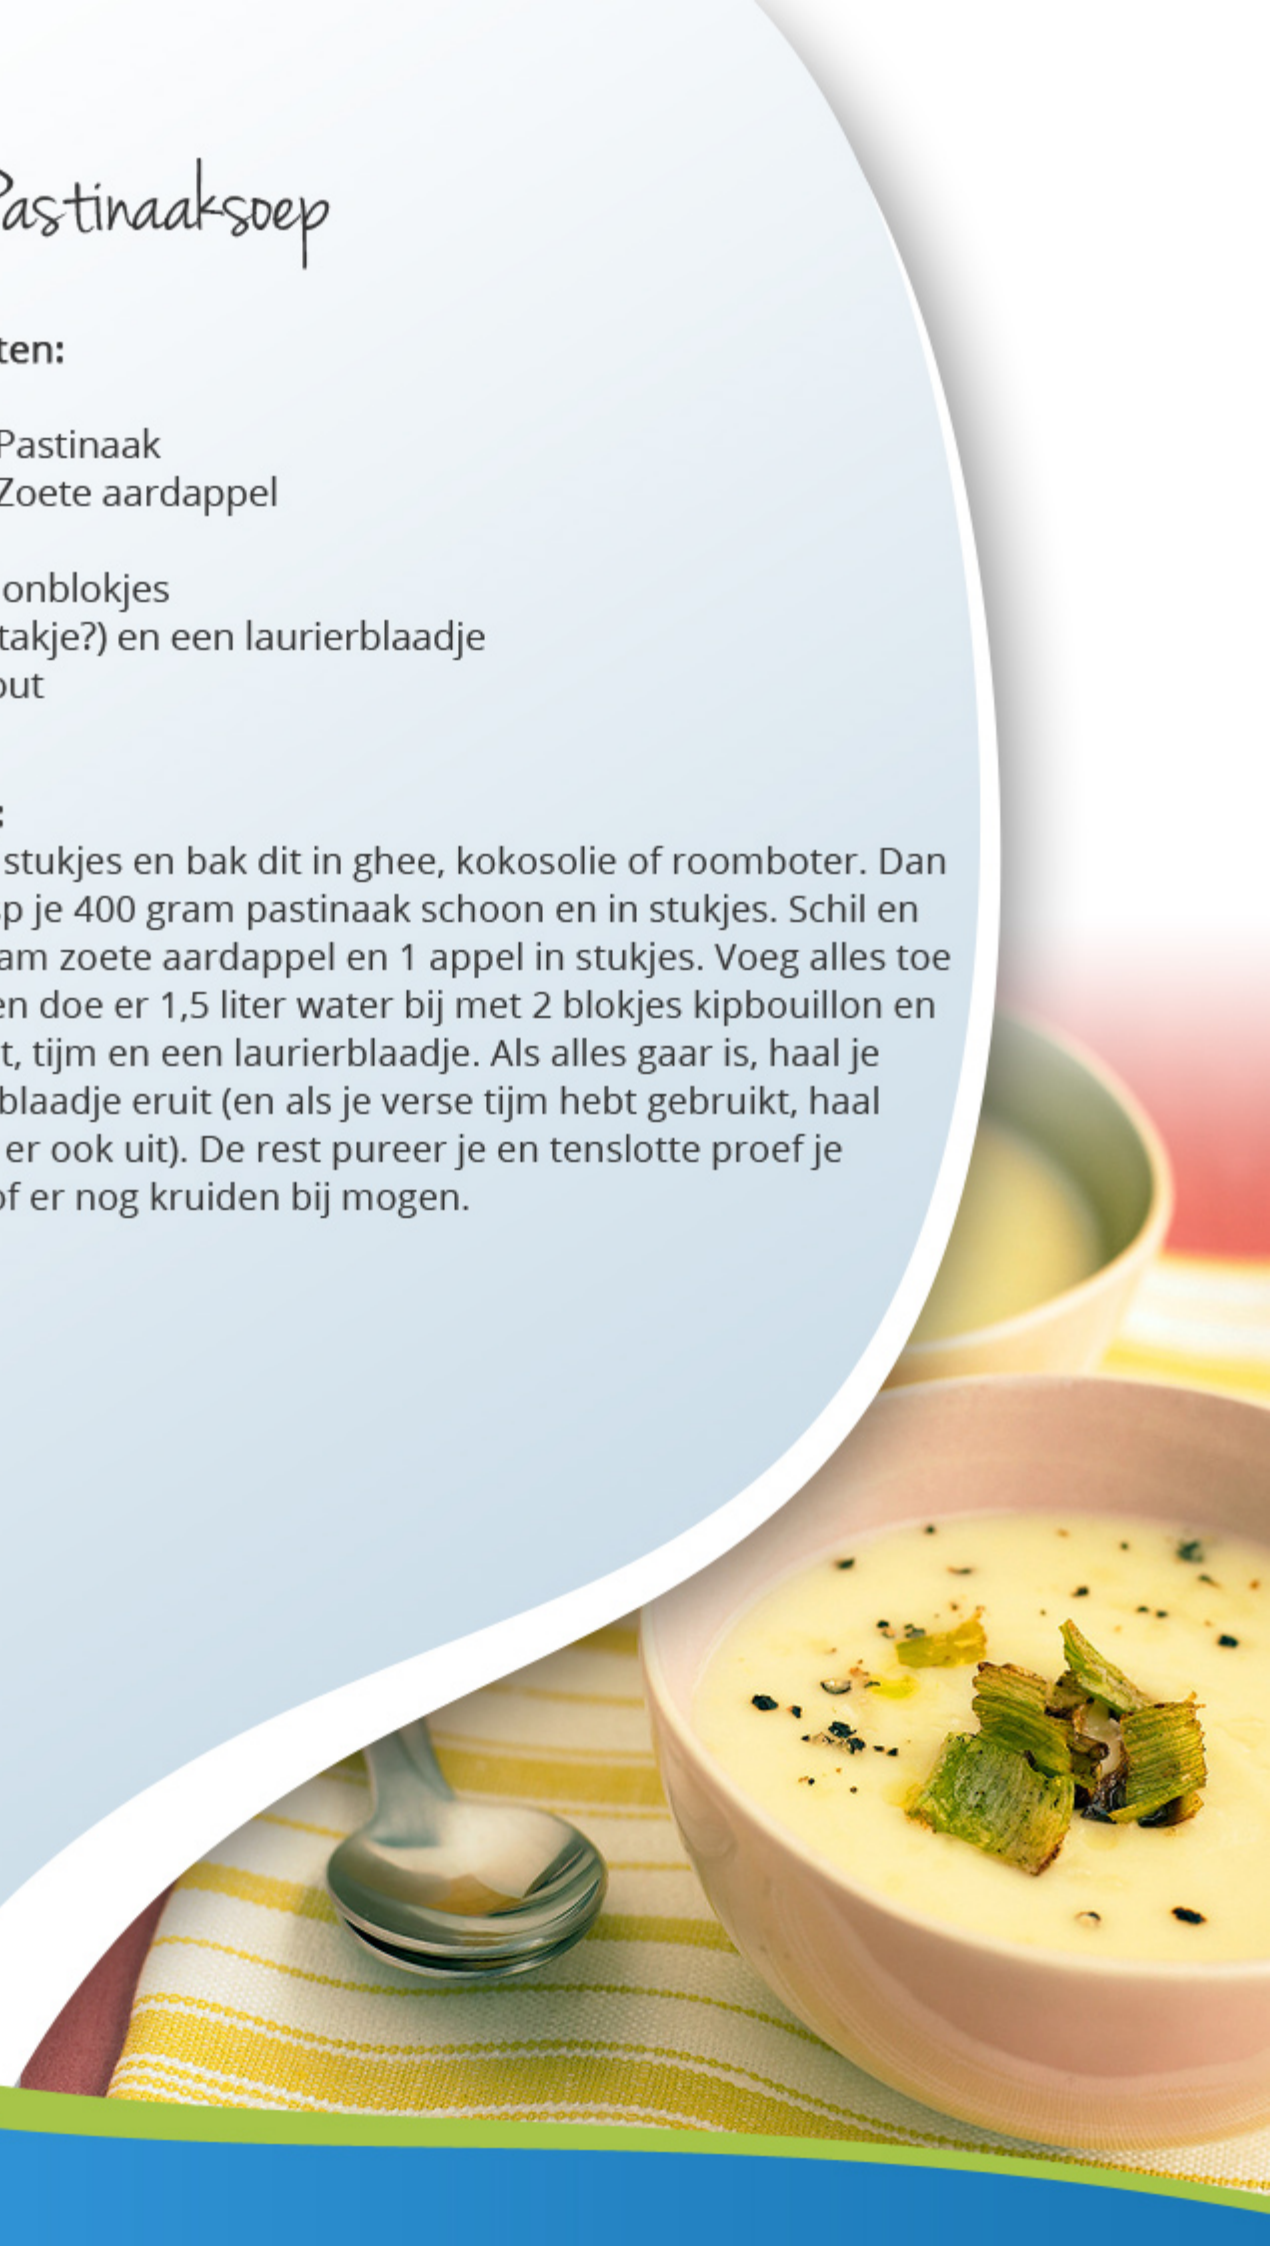 Pastinaaksoep
ten:
Pastinaak
Zoete aardappel
onblokjes
takje?) en een laurierblaadje
out
:
stukjes en bak dit in ghee, kokosolie of roomboter. Dan
p je 400 gram pastinaak schoon en in stukjes. Schil en
am zoete aardappel en 1 appel in stukjes. Voeg alles toe
en doe er 1,5 liter water bij met 2 blokjes kipbouillon en
t, tijm en een laurierblaadje. Als alles gaar is, haal je
blaadje eruit (en als je verse tijm hebt gebruikt, haal
er ook uit). De rest pureer je en tenslotte proef je
of er nog kruiden bij mogen.